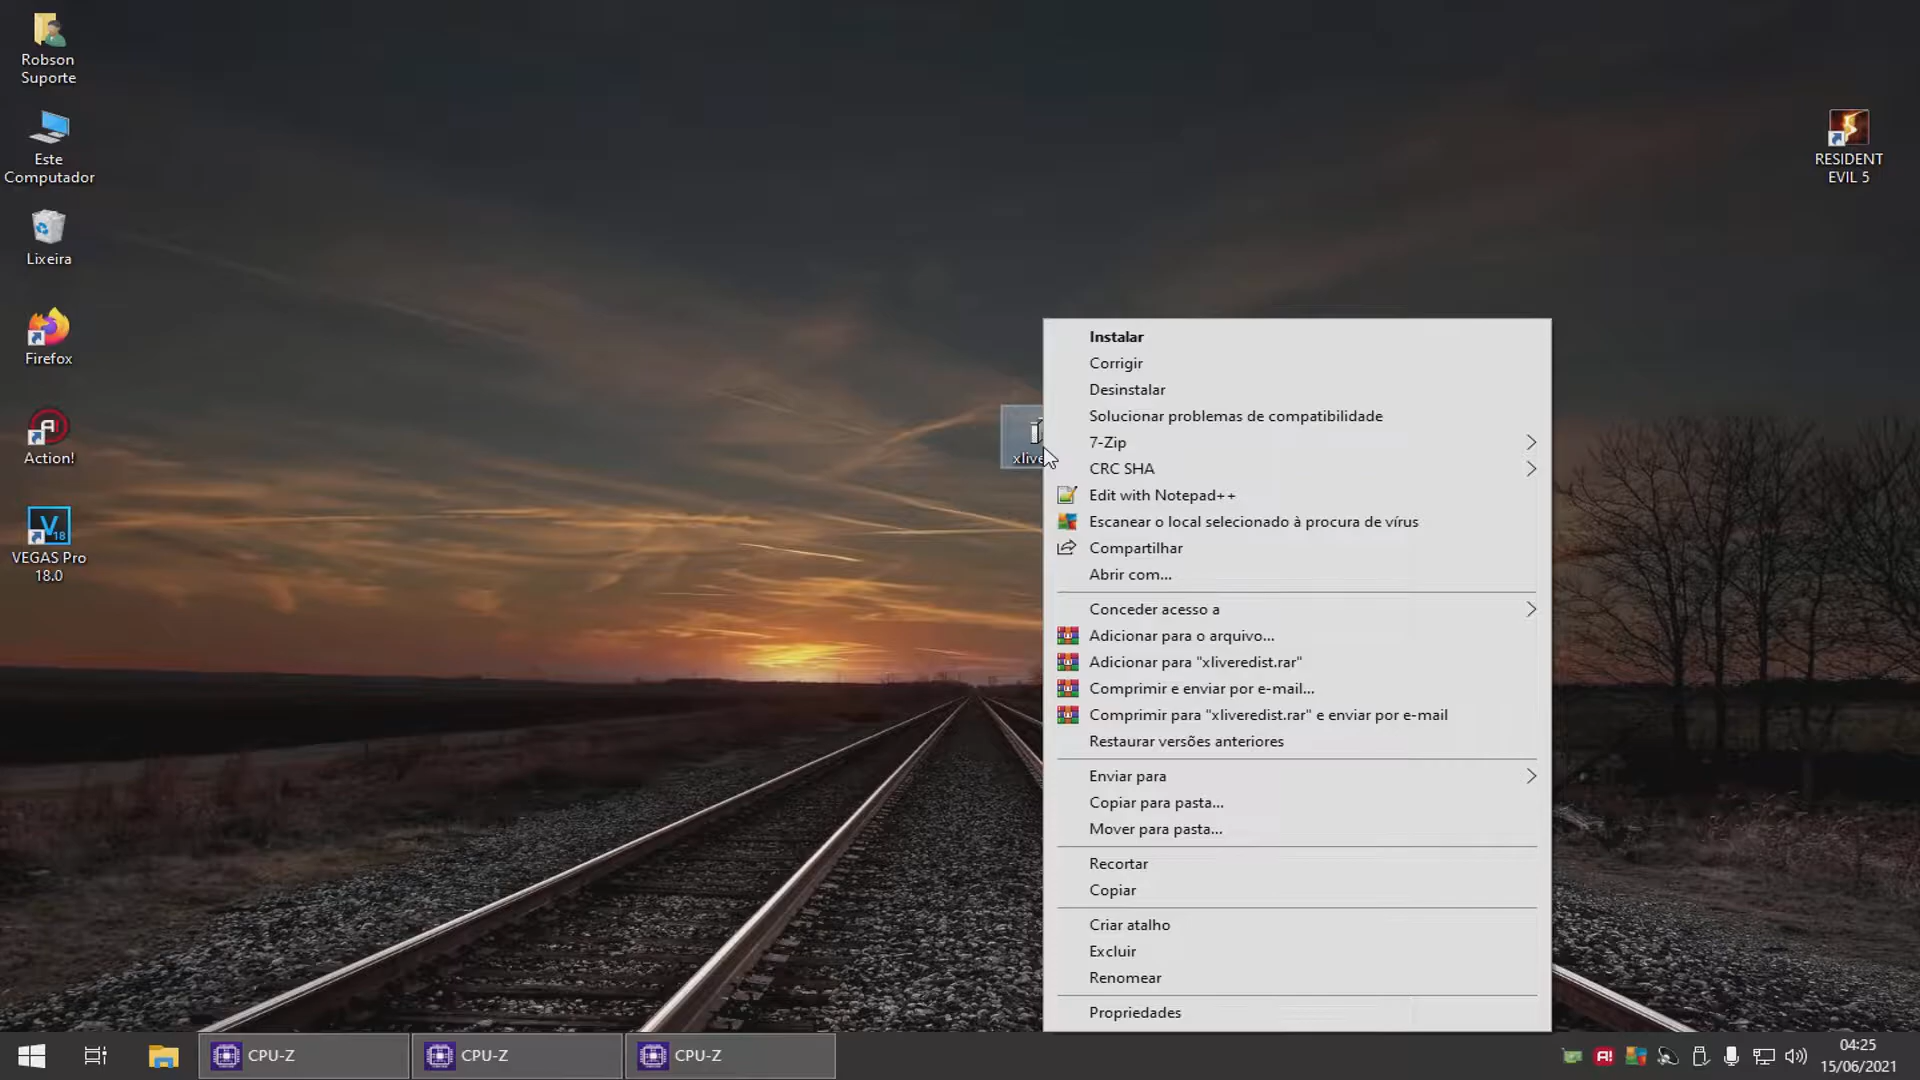 Robson
Suporte
Este
Computador
Lixeira
Firefox
Action!
VEGAS Pro
18.0
RESIDENT
EVIL 5
Instalar
Corrigir
Desinstalar
Solucionar problemas de compatibilidade
7-Zip
CRC SHA
Edit with Notepad++
Escanear o local selecionado à procura de vírus
Compartilhar
Abrir com...
Conceder acesso a
Adicionar para o arquivo...
Adicionar para "xliveredist.rar"
Comprimir e enviar por e-mail...
Comprimir para "xliveredist.rar" e enviar por e-mail
Restaurar versões anteriores
Enviar para
Copiar para pasta...
Mover para pasta...
Recortar
Copiar
Criar atalho
Excluir
Renomear
Propriedades
CPU-Z
CPU-Z
CPU-Z
04:25
15/06/2021